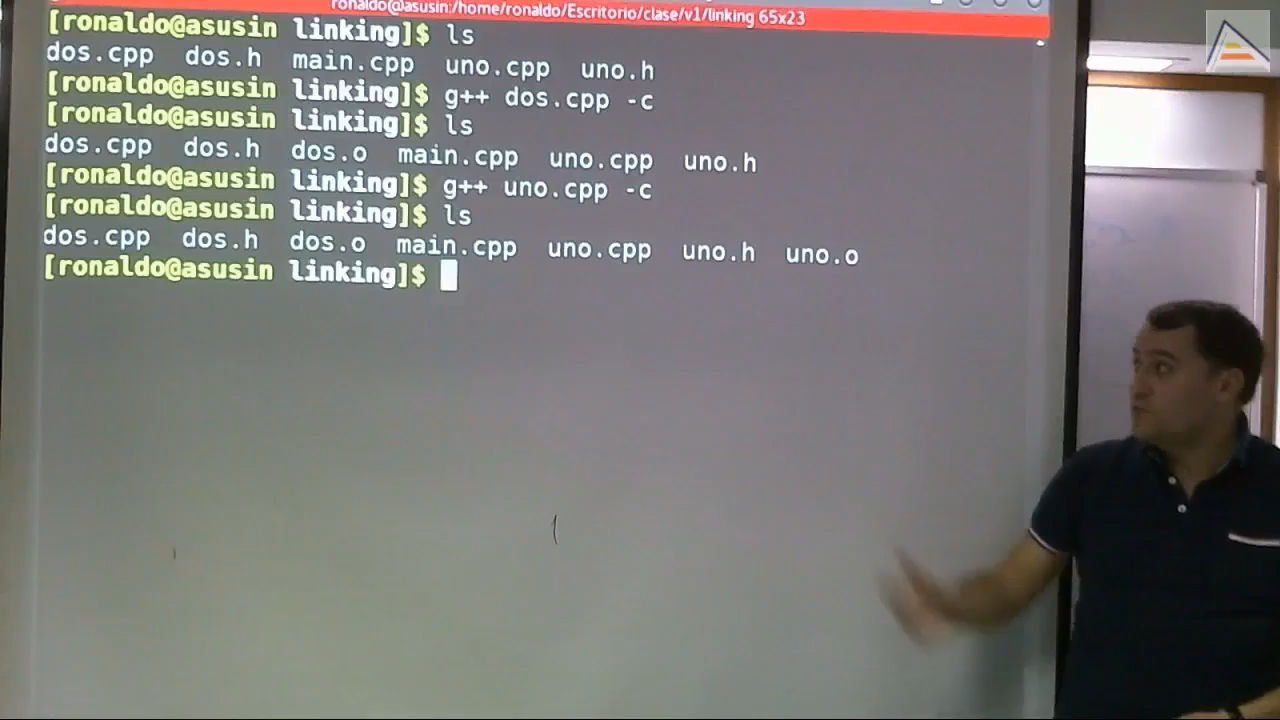 ronaldo@asusin:/home/ronaldo/Escritorio/clase/v1/linking 65x23
[ronaldo@asusin linking]$ ls
dos.cpp dos.h main.cpp uno.cpp uno.h
[ronaldo@asusin linking]$ g++ dos.cpp -c
[ronaldo@asusin linking]$ ls
dos.cpp dos.h dos.o main.cpp uno.cpp uno.h
[ronaldo@asusin linking]$ g++ uno.cpp -c
[ronaldo@asusin linking]$ ls
dos.cpp dos.h dos.o main.cpp uno.cpp uno.h uno.o
[ronaldo@asusin linking]$